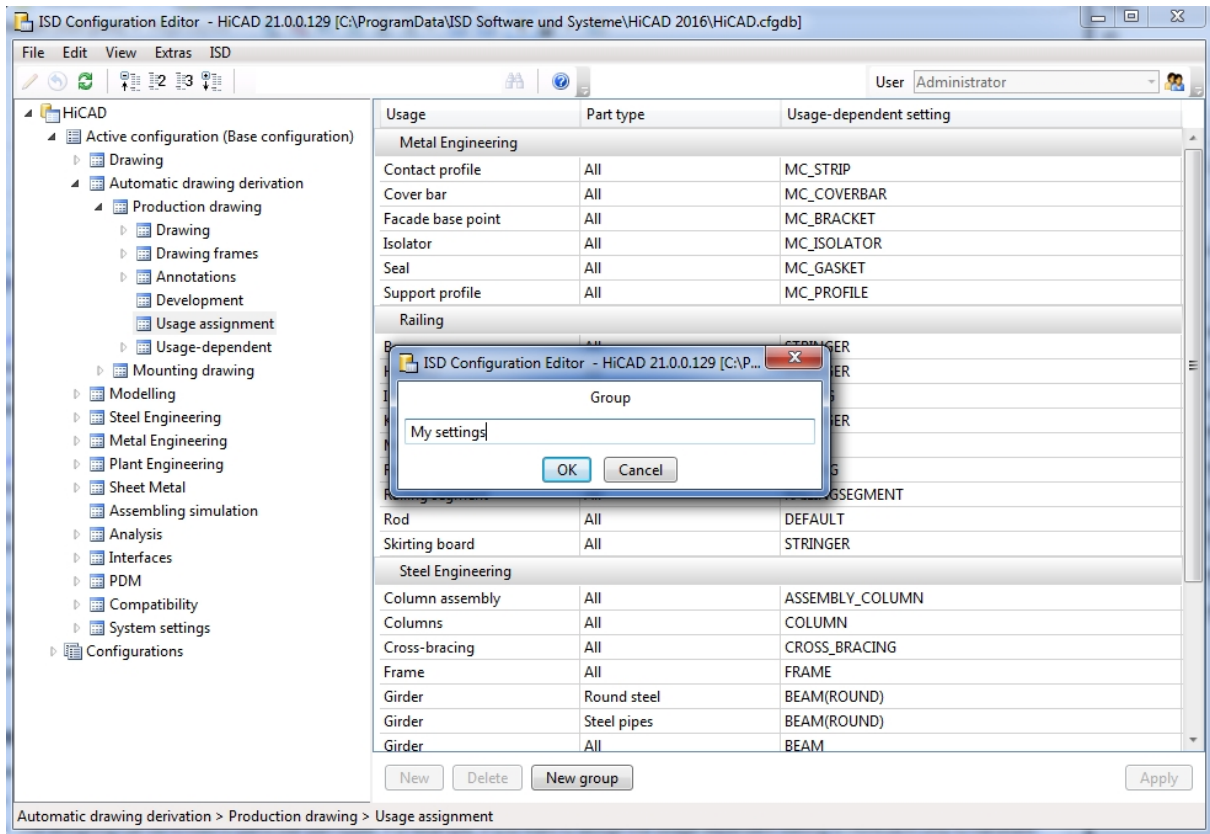 ISD Configuration Editor - HiCAD 21.0.0.129 [C:\ProgramData\ISD Software und Systeme\HiCAD 2016\HiCAD.cfgdb]
File Edit View Extras ISD
User Administrator
HiCAD
Active configuration (Base configuration)
Drawing
Automatic drawing derivation
Production drawing
Drawing
Drawing frames
Annotations
Development
Usage assignment
Usage-dependent
Mounting drawing
Modelling
Steel Engineering
Metal Engineering
Plant Engineering
Sheet Metal
Assembling simulation
Analysis
Interfaces
PDM
Compatibility
System settings
Configurations
Usage Part type Usage-dependent setting
Metal Engineering
Contact profile All MC_STRIP
Cover bar All MC_COVERBAR
Facade base point All MC_BRACKET
Isolator All MC_ISOLATOR
Seal All MC_GASKET
Support profile All MC_PROFILE
Railing
ISD Configuration Editor - HiCAD 21.0.0.129 [C:\P...
Group
My settings
OK Cancel
Rod All DEFAULT
Skirting board All STRINGER
Steel Engineering
Column assembly All ASSEMBLY_COLUMN
Columns All COLUMN
Cross-bracing All CROSS_BRACING
Frame All FRAME
Girder Round steel BEAM(ROUND)
Girder Steel pipes BEAM(ROUND)
Girder All BEAM
New Delete New group Apply
Automatic drawing derivation > Production drawing > Usage assignment